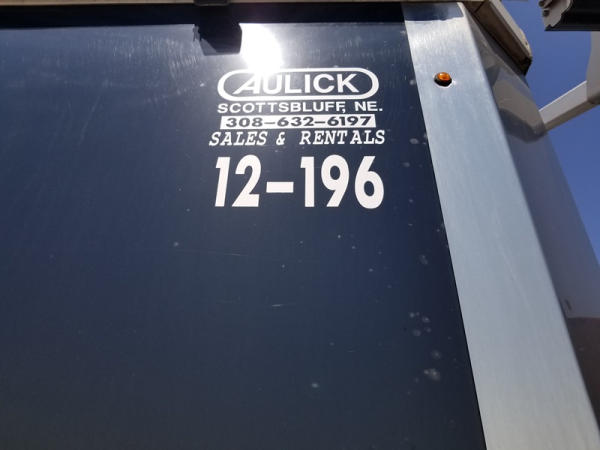 AULICK
SCOTTSBLUFF, NE.
308-632-6197
SALES & RENTALS
12-196